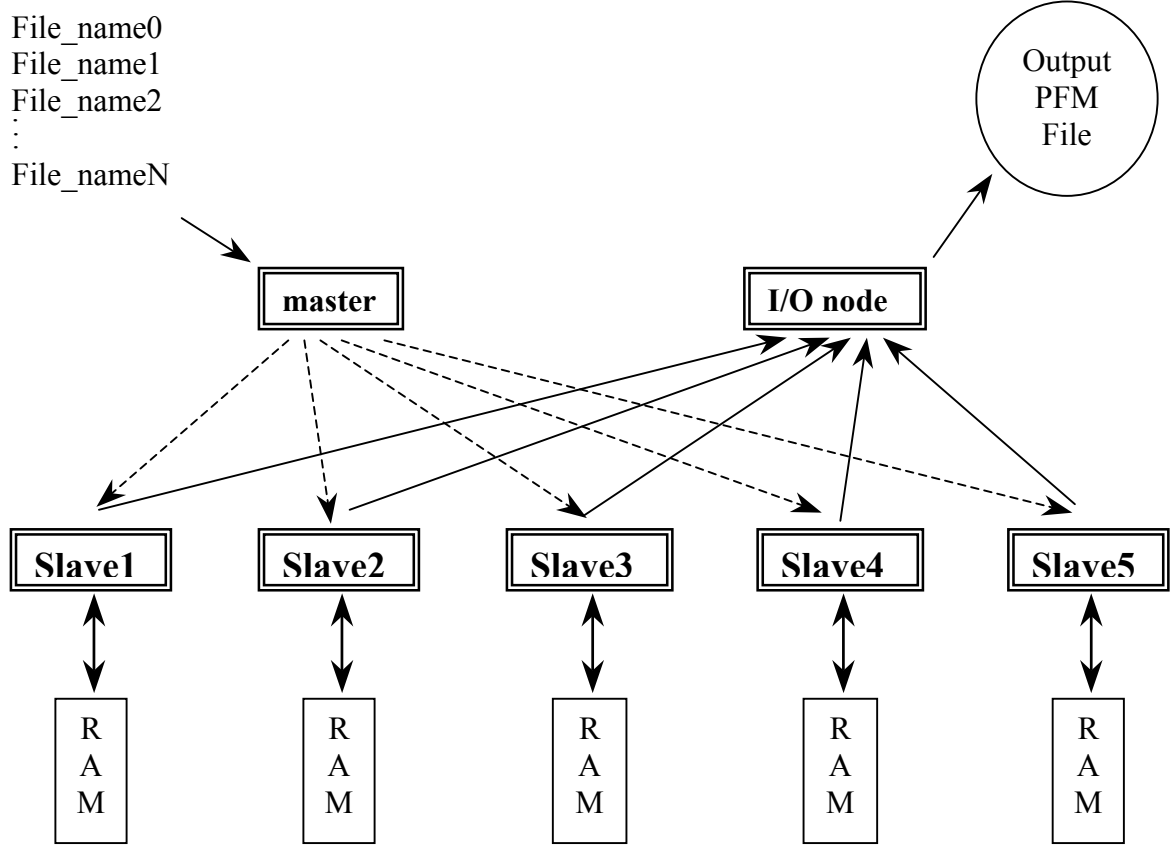 File_name0
File_name1
File_name2
:
:
File_nameN
Output
PFM
File
master
I/O node
Slave1
Slave2
Slave3
Slave4
Slave5
R
A
M
R
A
M
R
A
M
R
A
M
R
A
M